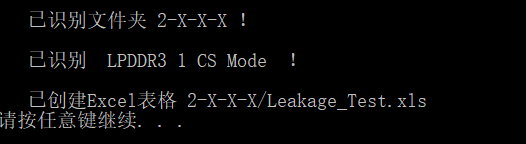 已识别文件夹 2-X-X-X ！
已识别  LPDDR3 1 CS Mode  ！
已创建Excel表格 2-X-X-X/Leakage_Test.xls
请按任意键继续. . .